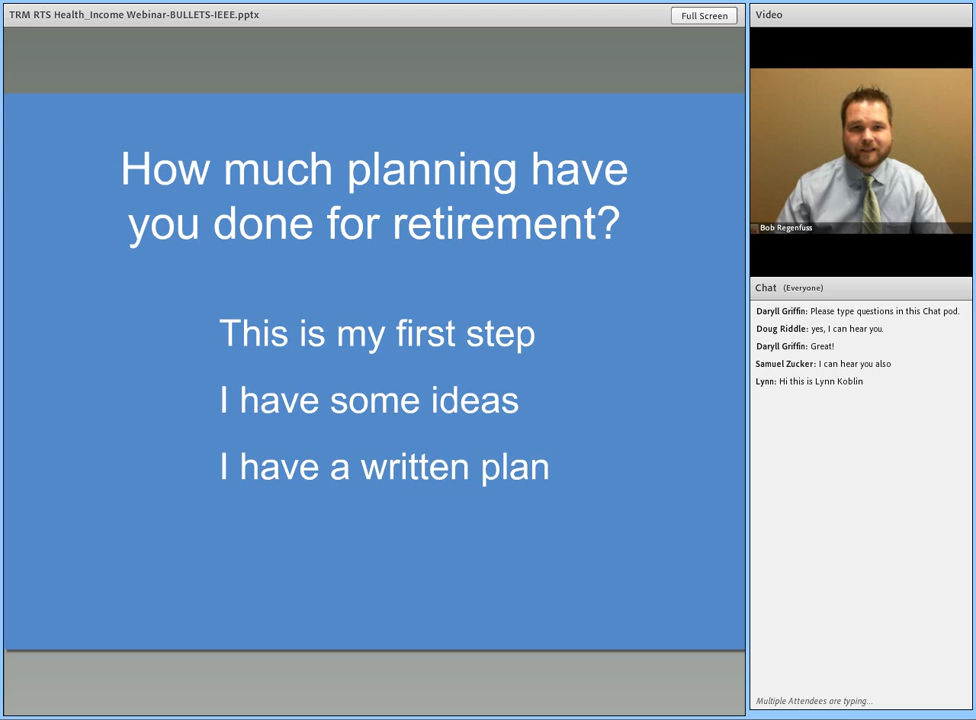 TRM RTS Health_Income Webinar-BULLETS-IEEE.pptx
Full Screen
How much planning have
you done for retirement?
This is my first step
I have some ideas
I have a written plan
Video
Bob Regenfuss
Chat (Everyone)
Daryll Griffin: Please type questions in this Chat pod.
Doug Riddle: yes, I can hear you.
Daryll Griffin: Great!
Samuel Zucker: I can hear you also
Lynn: Hi this is Lynn Koblin
Multiple Attendees are typing...